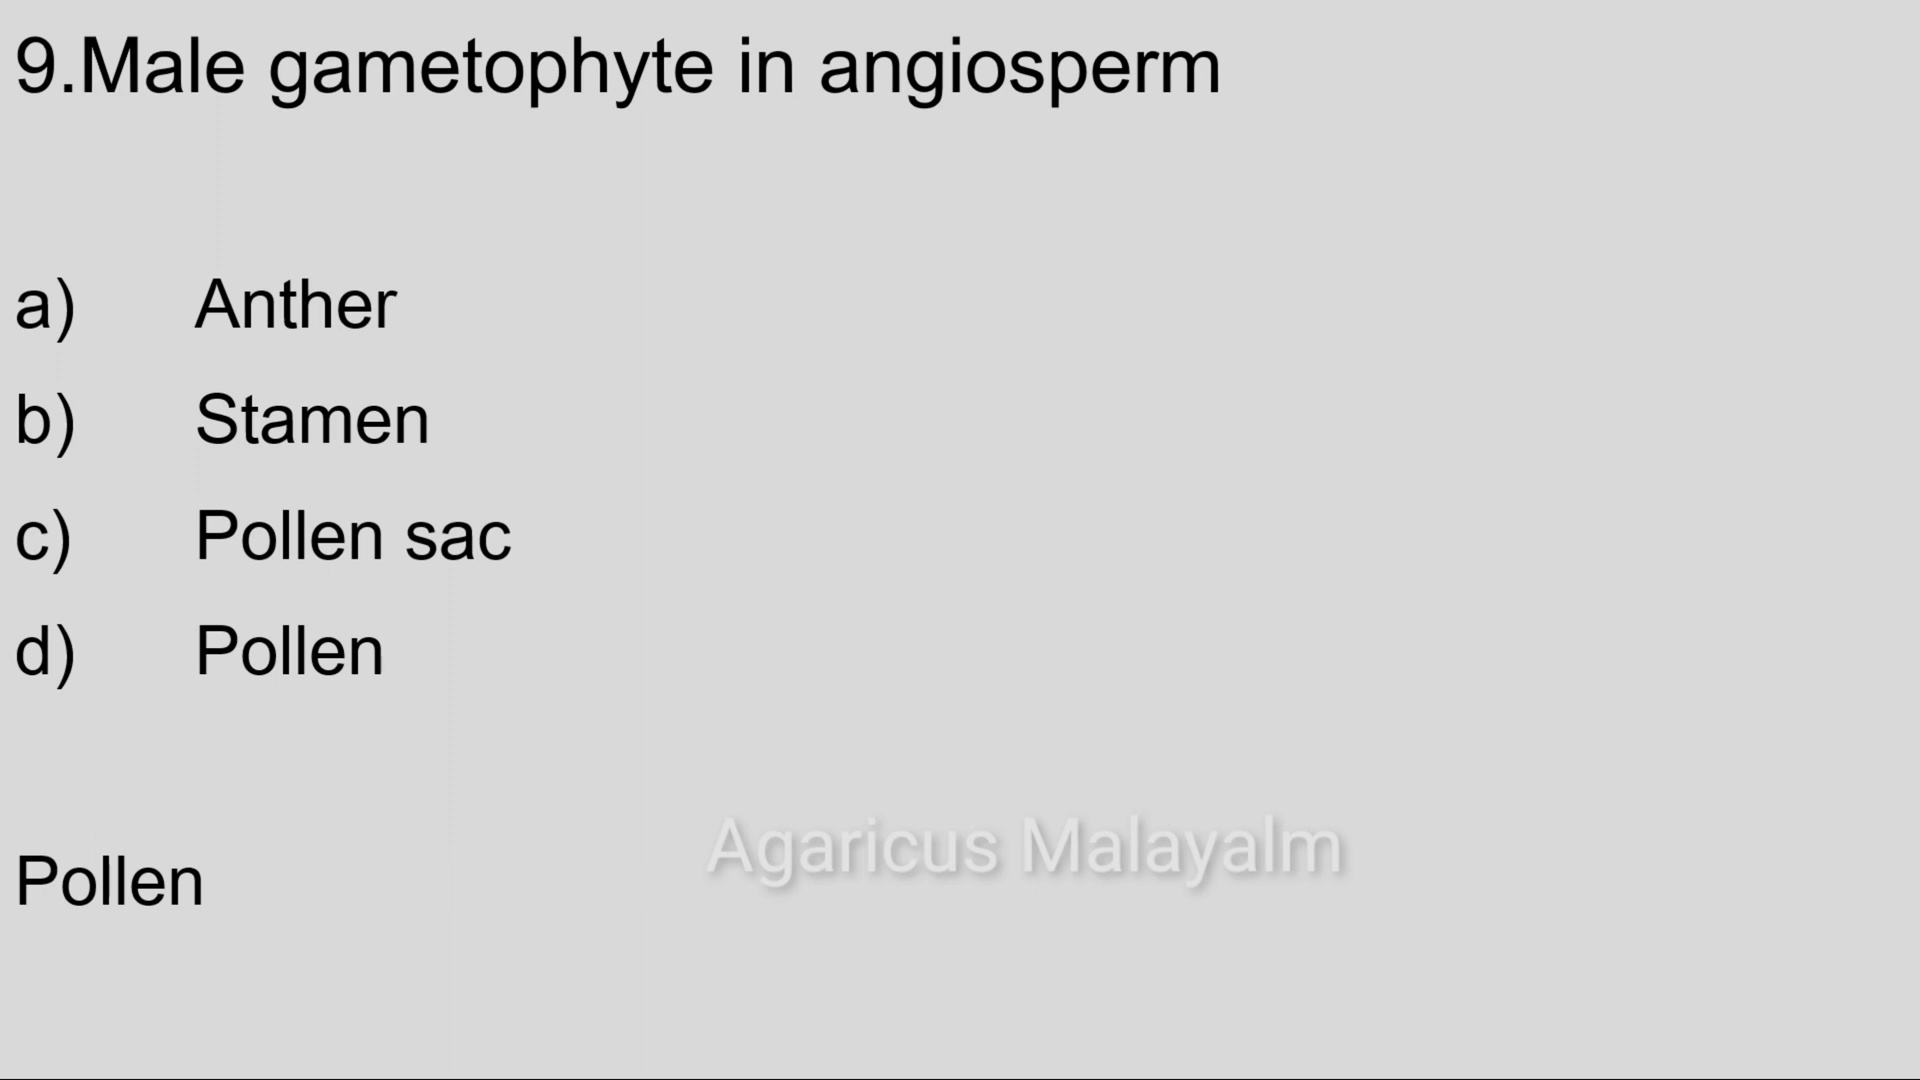 9.Male gametophyte in angiosperm
a) Anther
b) Stamen
c) Pollen sac
d) Pollen
Agaricus Malayalm
Pollen